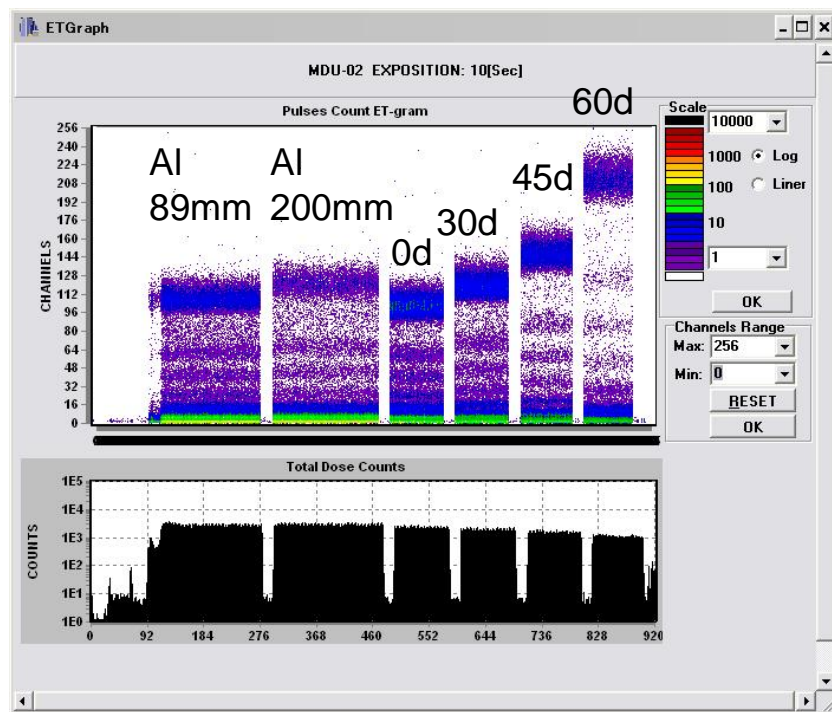 ETGraph
MDU-02 EXPOSITION: 10[Sec]
Pulses Count ET-gram
CHANNELS
256
240
224
208
192
176
160
144
128
112
96
80
64
48
32
16
0
Al
89mm
Al
200mm
0d
30d
45d
60d
Scale
10000
1000
100
10
1
Log
Liner
OK
Channels Range
Max: 256
Min: 0
RESET
OK
Total Dose Counts
COUNTS
1E5
1E4
1E3
1E2
1E1
1E0
0 92 184 276 368 460 552 644 736 828 920